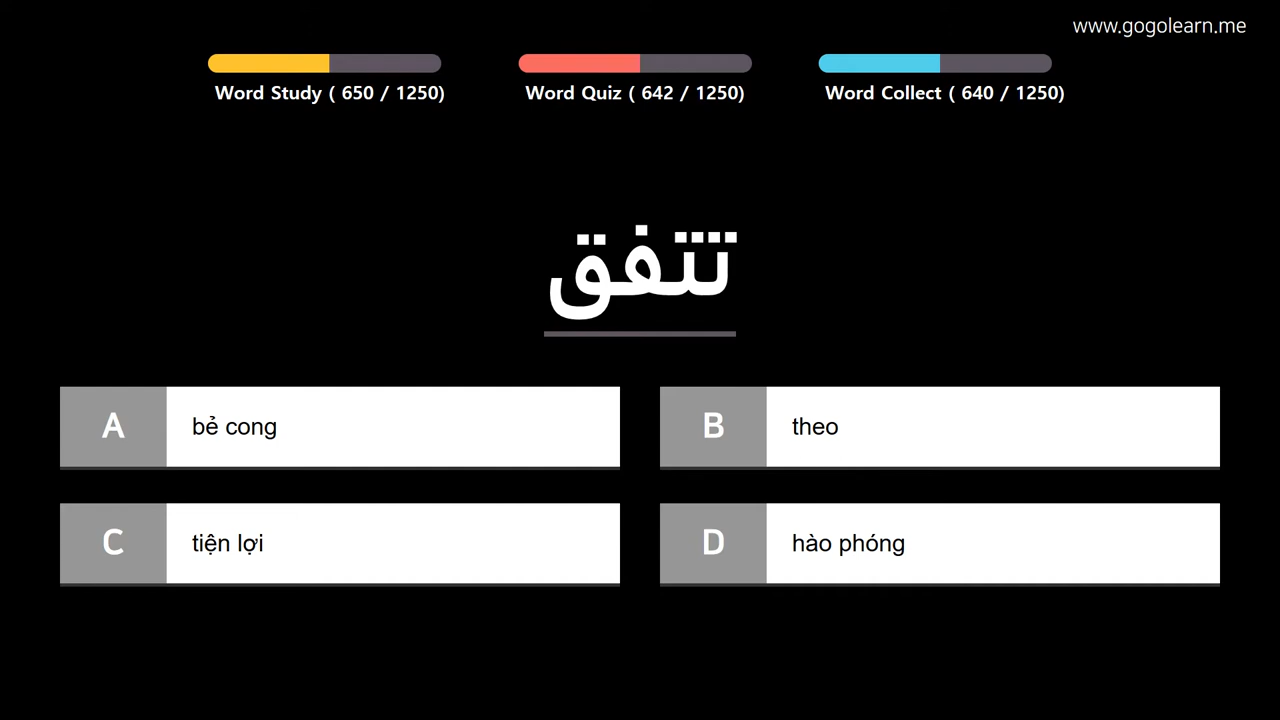 www.gogolearn.me
Word Study ( 650 / 1250)
Word Quiz ( 642 / 1250)
Word Collect ( 640 / 1250)
تتفق
A bẻ cong
B theo
C tiện lợi
D hào phóng